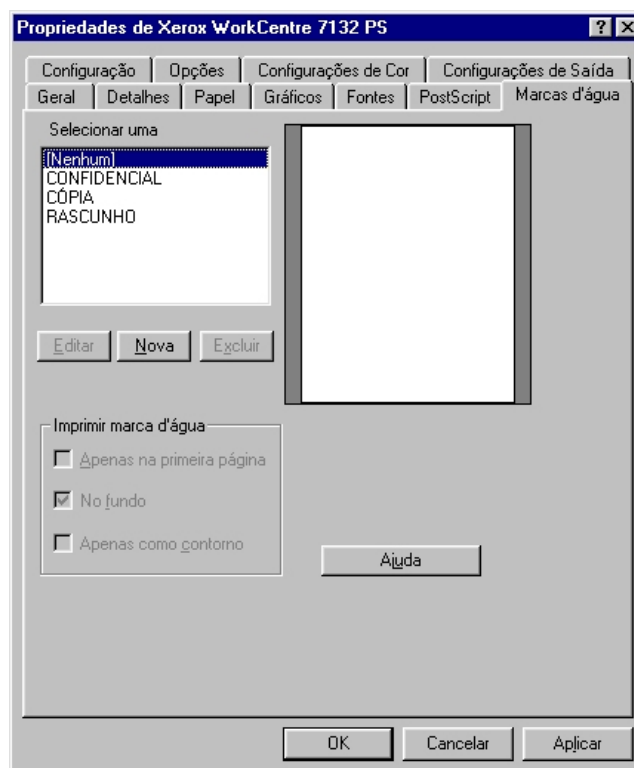 Propriedades de Xerox WorkCentre 7132 PS
Configuração Opções Configurações de Cor Configurações de Saída
Geral Detalhes Papel Gráficos Fontes PostScript Marcas d'água
Selecionar uma
[Nenhum]
CONFIDENCIAL
CÓPIA
RASCUNHO
Editar Nova Excluir
Imprimir marca d'água
Apenas na primeira página
No fundo
Apenas como contorno
Ajuda
OK Cancelar Aplicar